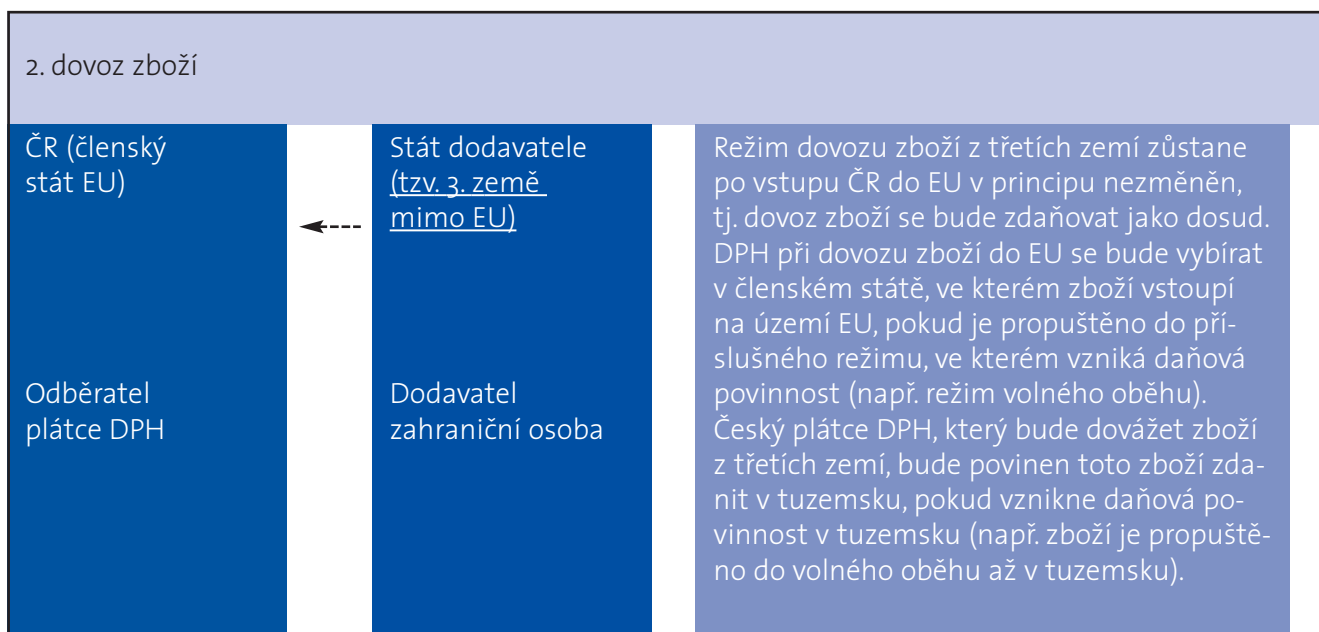 2. dovoz zboží
ČR (členský
stát EU)
Odběratel
plátce DPH
Stát dodavatele
(tzv. 3. země
mimo EU)
Dodavatel
zahraniční osoba
Režim dovozu zboží z třetích zemí zůstane
po vstupu ČR do EU v principu nezměněn,
tj. dovoz zboží se bude zdaňovat jako dosud.
DPH při dovozu zboží do EU se bude vybírat
v členském státě, ve kterém zboží vstoupí
na území EU, pokud je propuštěno do pří-
slušného režimu, ve kterém vzniká daňová
povinnost (např. režim volného oběhu).
Český plátce DPH, který bude dovážet zboží
z třetích zemí, bude povinen toto zboží zda-
nit v tuzemsku, pokud vznikne daňová po-
vinnost v tuzemsku (např. zboží je propuště-
no do volného oběhu až v tuzemsku).